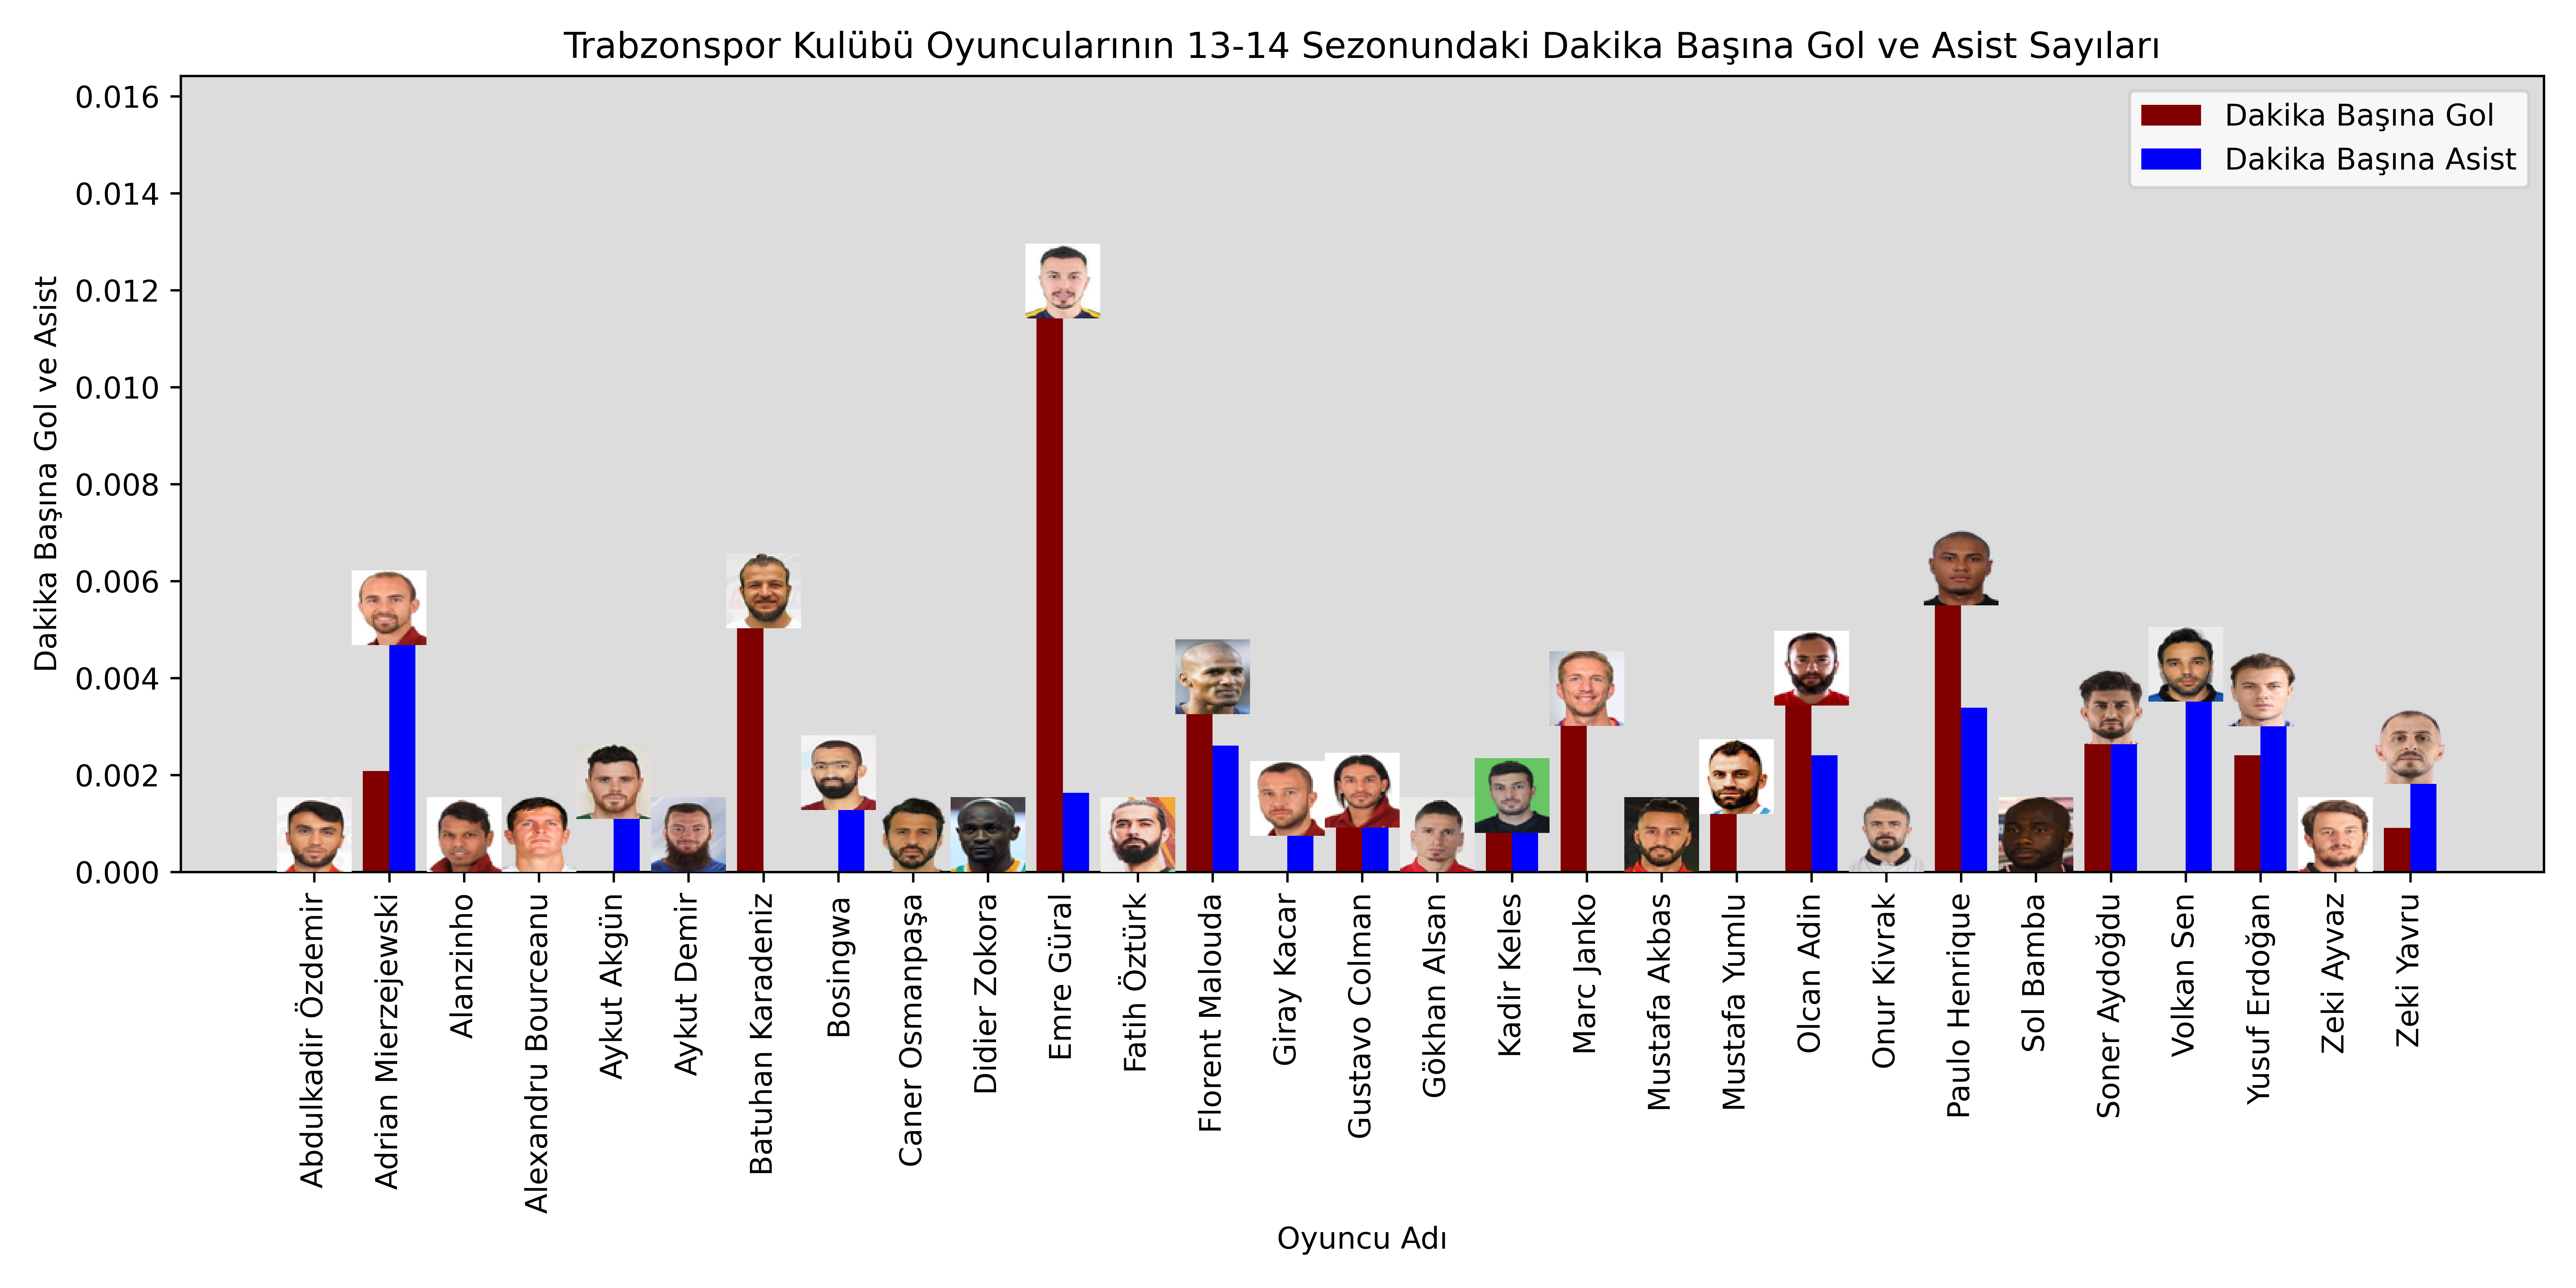 Trabzonspor Kulübü Oyuncularının 13-14 Sezonundaki Dakika Başına Gol ve Asist Sayıları
Dakika Başına Gol
Dakika Başına Asist
Dakika Başına Gol ve Asist
0.016
0.014
0.012
0.010
0.008
0.006
0.004
0.002
0.000
Abdulkadir Özdemir
Adrian Mierzejewski
Alanzinho
Alexandru Bourceanu
Aykut Akgün
Aykut Demir
Batuhan Karadeniz
Bosingwa
Caner Osmanpaşa
Didier Zokora
Emre Güral
Fatih Öztürk
Florent Malouda
Giray Kacar
Gustavo Colman
Gökhan Alsan
Kadir Keles
Marc Janko
Mustafa Akbas
Mustafa Yumlu
Olcan Adin
Onur Kivrak
Paulo Henrique
Sol Bamba
Soner Aydoğdu
Volkan Sen
Yusuf Erdoğan
Zeki Ayvaz
Zeki Yavru
Oyuncu Adı